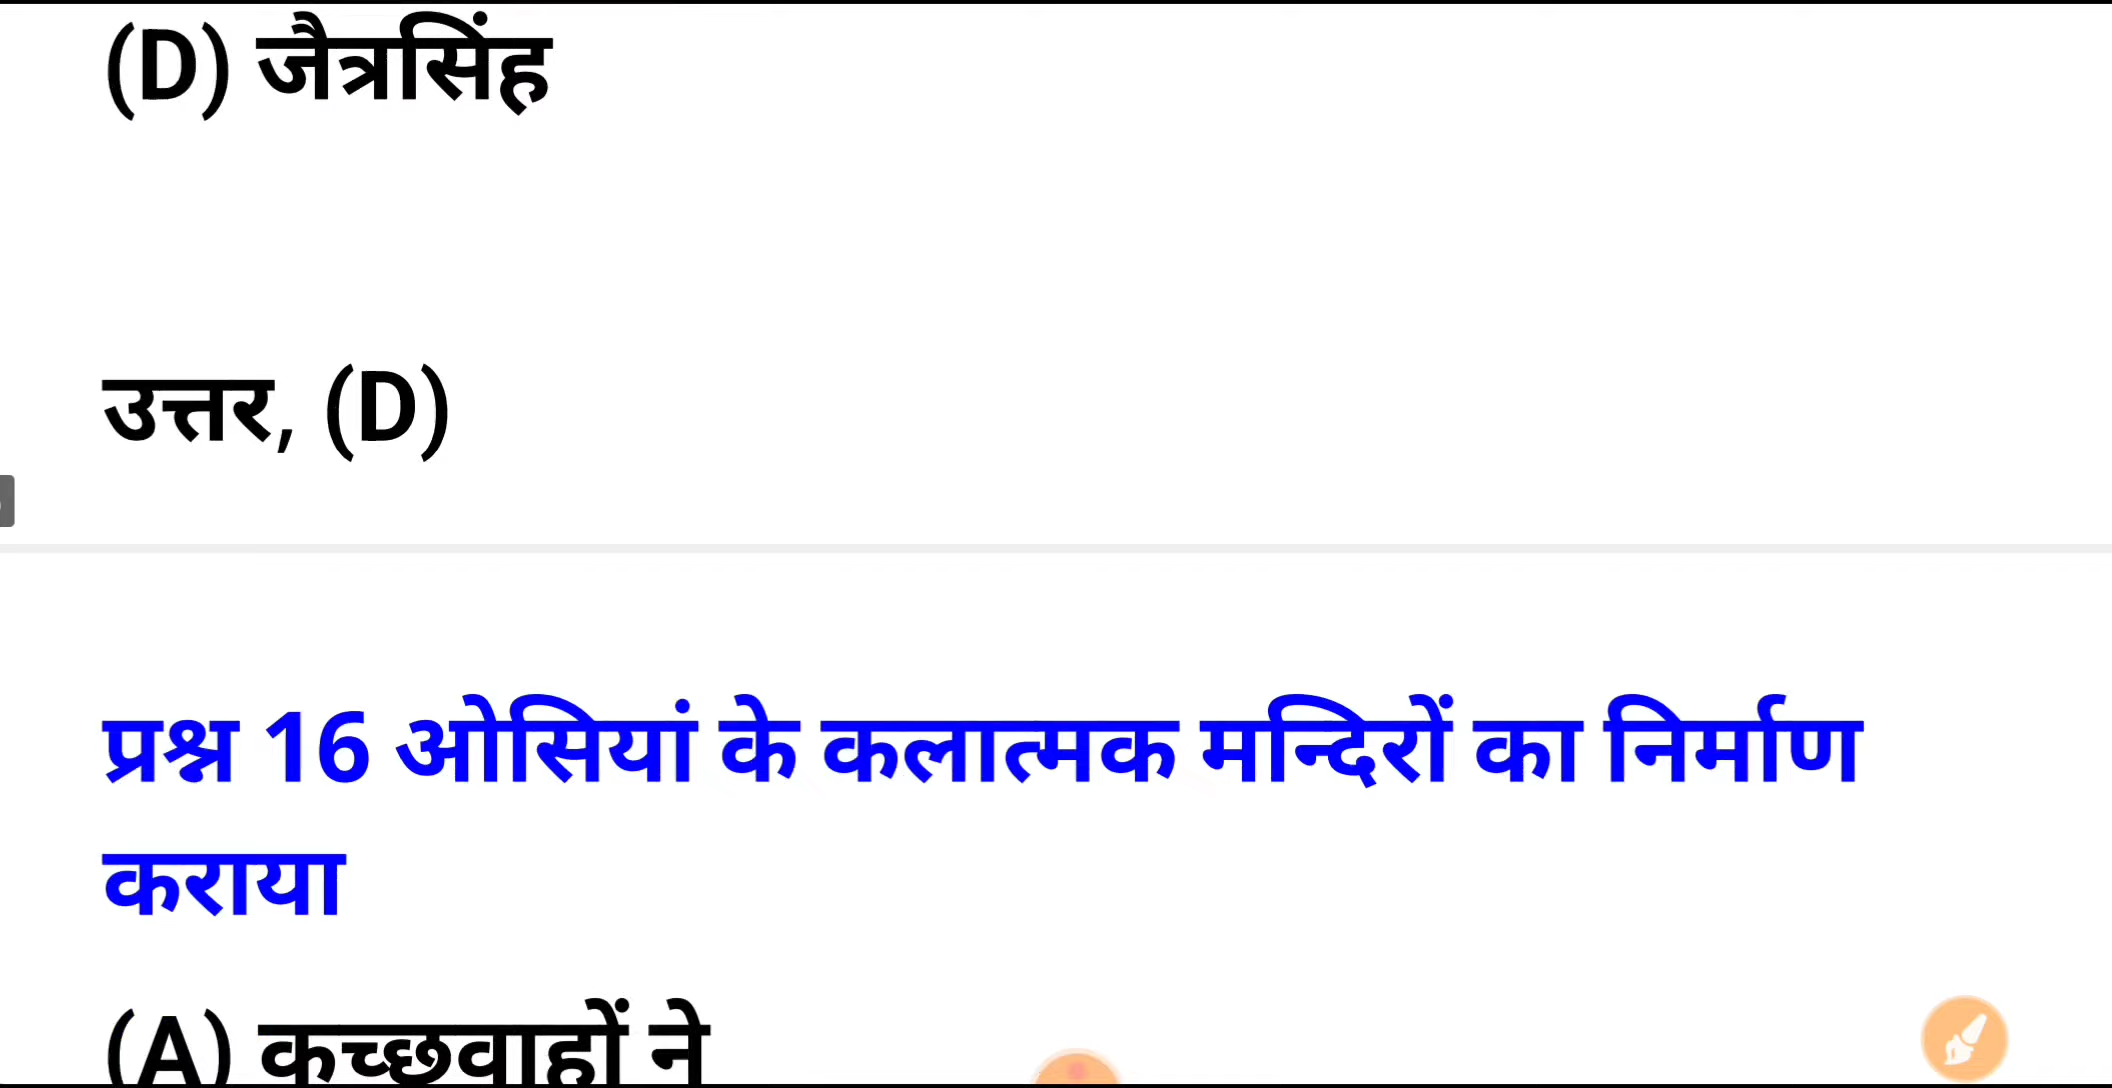 (D) जैत्रसिंह
उत्तर, (D)
प्रश्न 16 ओसियां के कलात्मक मन्दिरों का निर्माण
कराया
(A) कच्छवाहों ने